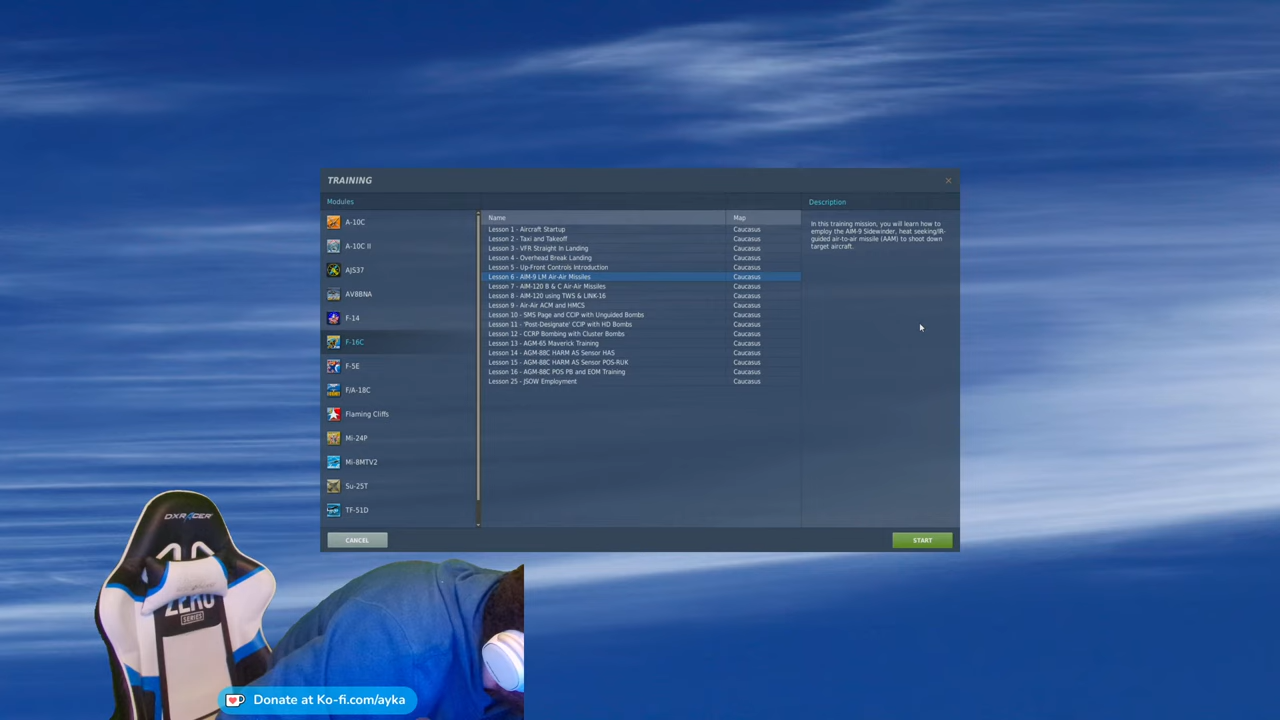 TRAINING
Modules
A-10C
A-10C II
AJS37
AV8BNA
F-14
F-16C
F-5E
F/A-18C
Flaming Cliffs
Mi-24P
Mi-8MTV2
Su-25T
TF-51D
Name Map
Lesson 1 - Aircraft Startup Caucasus
Lesson 2 - Taxi and Takeoff Caucasus
Lesson 3 - VFR Straight In Landing Caucasus
Lesson 4 - Overhead Break Landing Caucasus
Lesson 5 - Up-Front Controls Introduction Caucasus
Lesson 6 - AIM-9 LM Air-Air Missiles Caucasus
Lesson 7 - AIM-120 B & C Air-Air Missiles Caucasus
Lesson 8 - AIM-120 using TWS & LINK-16 Caucasus
Lesson 9 - Air-Air ACM and HMCS Caucasus
Lesson 10 - SMS Page and CCIP with Unguided Bombs Caucasus
Lesson 11 - 'Post-Designate' CCIP with HD Bombs Caucasus
Lesson 12 - CCRP Bombing with Cluster Bombs Caucasus
Lesson 13 - AGM-65 Maverick Training Caucasus
Lesson 14 - AGM-88C HARM AS Sensor HAS Caucasus
Lesson 15 - AGM-88C HARM AS Sensor POS-RUK Caucasus
Lesson 16 - AGM-88C POS PB and EOM Training Caucasus
Lesson 25 - JSOW Employment Caucasus
Description
In this training mission, you will learn how to
employ the AIM-9 Sidewinder, heat seeking/IR-
guided air-to-air missile (AAM) to shoot down
target aircraft.
CANCEL
START
DXRACER
ZERO
SERIES
Donate at Ko-fi.com/ayka